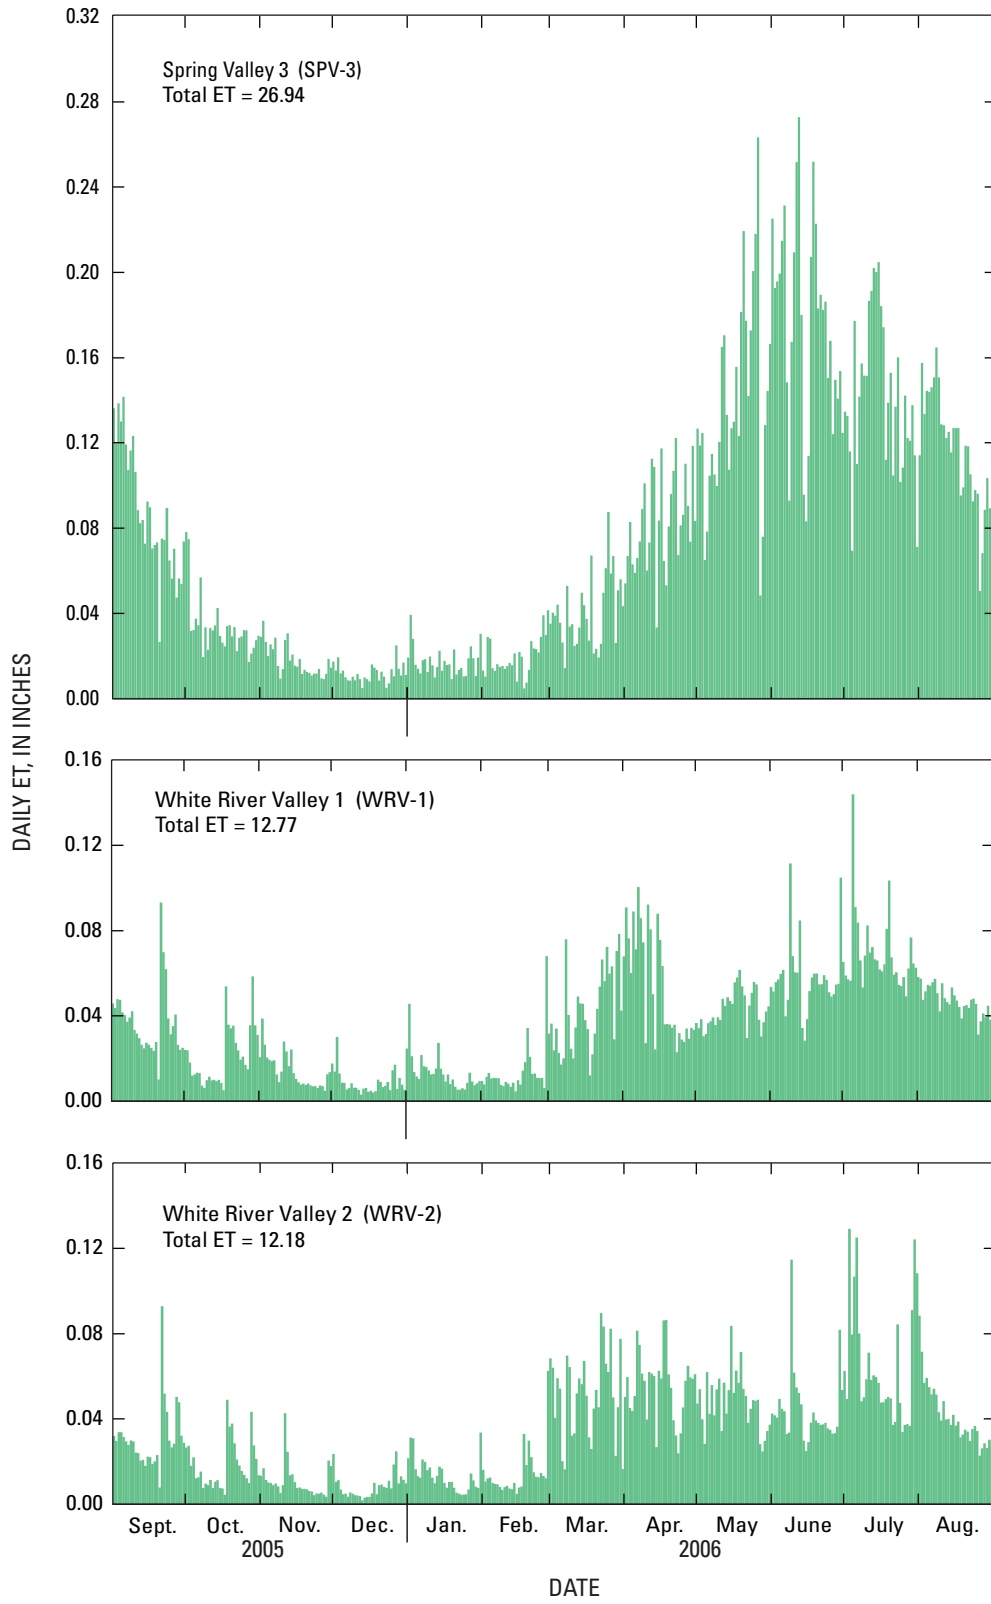 DAILY ET, IN INCHES
0.32
0.28
0.24
0.20
0.16
0.12
0.08
0.04
0.00
Spring Valley 3 (SPV-3)
Total ET = 26.94
0.16
0.12
0.08
0.04
0.00
White River Valley 1 (WRV-1)
Total ET = 12.77
0.16
0.12
0.08
0.04
0.00
White River Valley 2 (WRV-2)
Total ET = 12.18
Sept. Oct. Nov. Dec. Jan. Feb. Mar. Apr. May June July Aug.
2005 2006
DATE